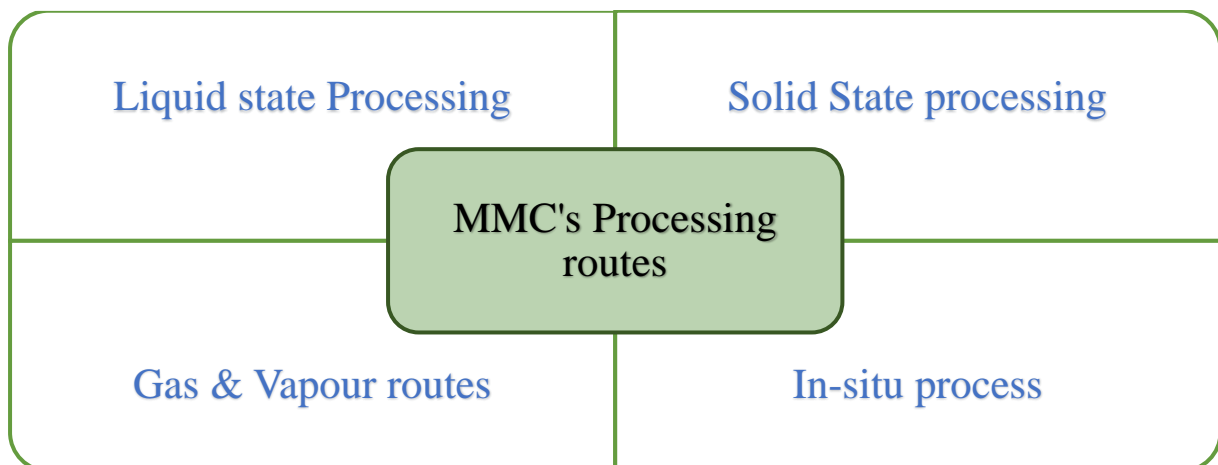 Liquid state Processing
Solid State processing
MMC's Processing
routes
Gas & Vapour routes
In-situ process